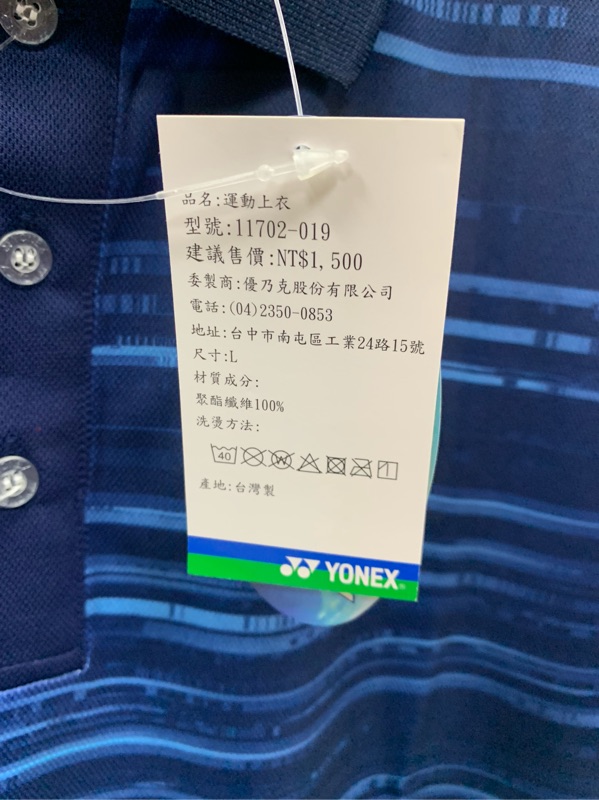 品名:運動上衣
型號:11702-019
建議售價:NT$1,500
委製商:優乃克股份有限公司
電話:(04)2350-0853
地址:台中市南屯區工業24路15號
尺寸:L
材質成分:
聚酯纖維100%
洗燙方法:
40 W
產地:台灣製
YONEX